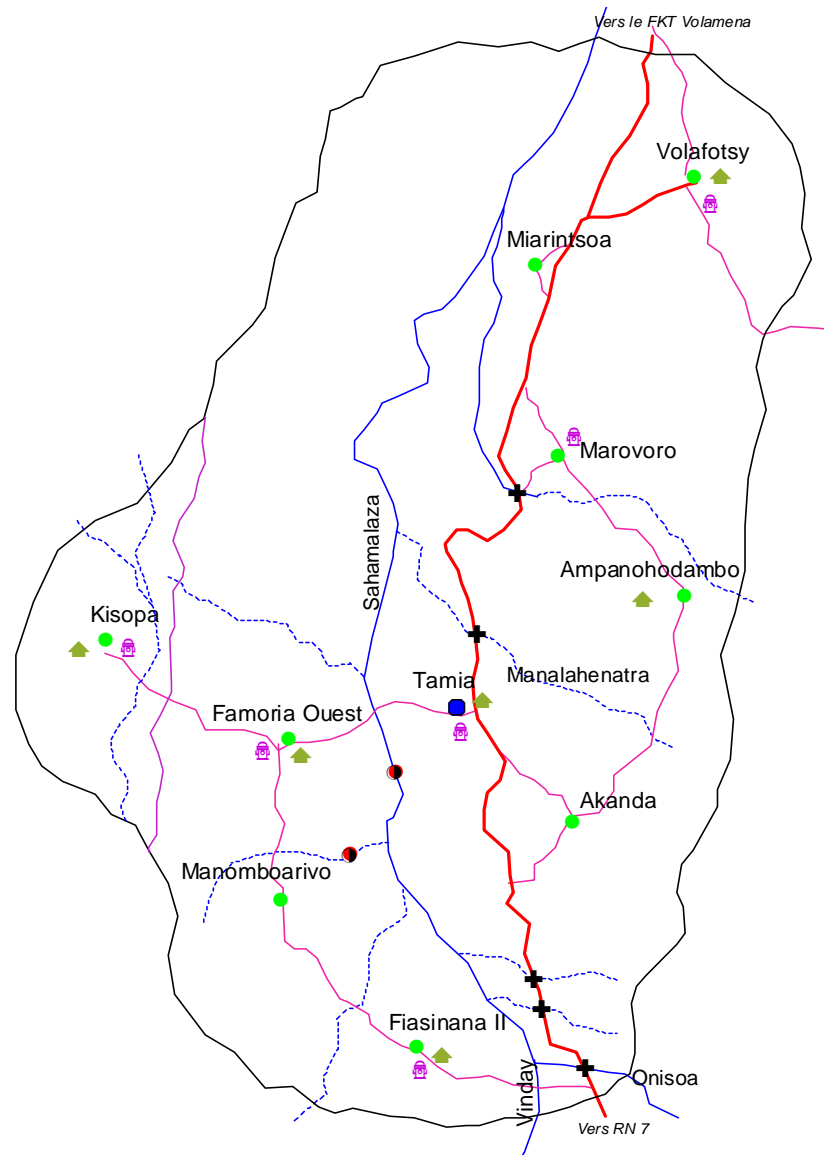 Vers le FKT Volamena
Volafotsy
Miarintsoa
Marovoro
Sahamalaza
Ampanohodambo
Kisopa
Tamia
Manalahenatra
Famoria Ouest
Akanda
Manomboarivo
Fiasinana II
Vinday
Onisoa
Vers RN 7